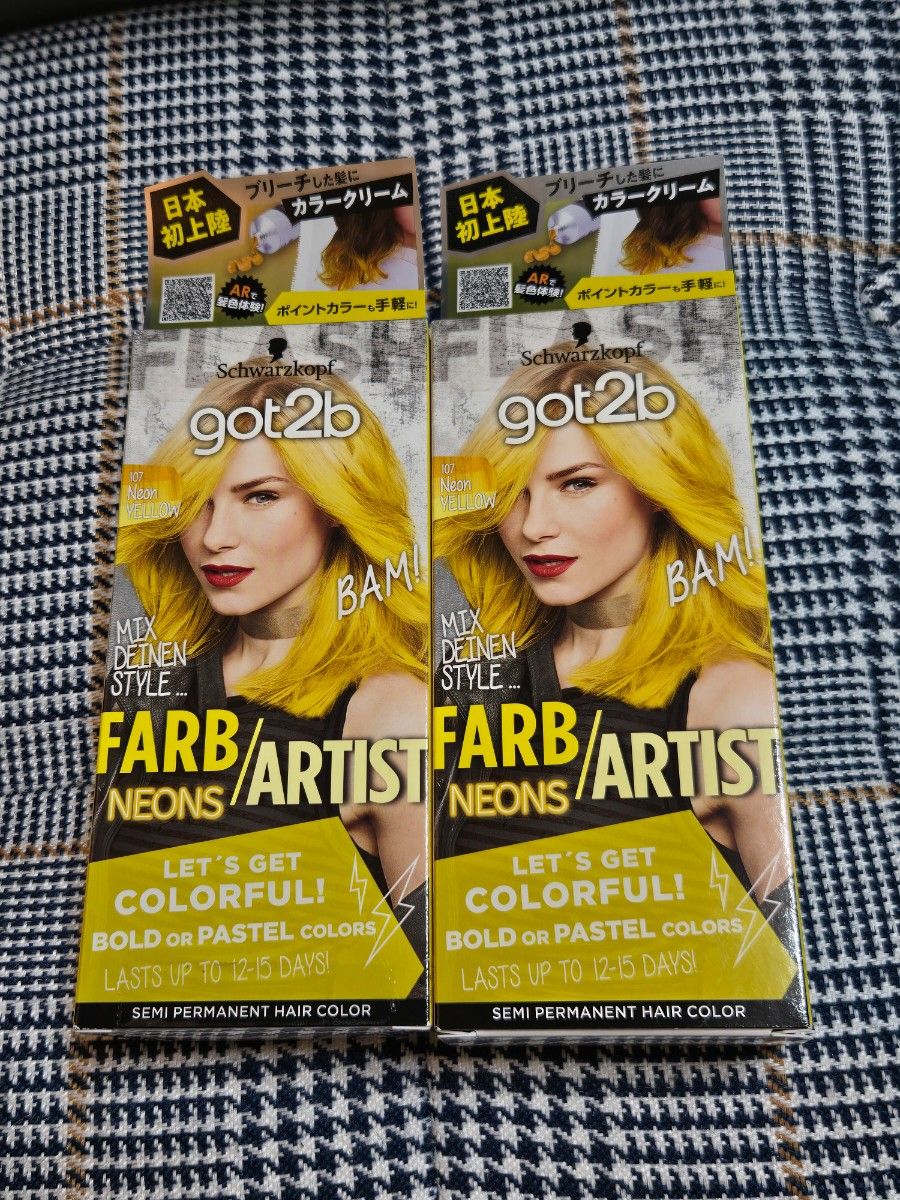 日本
初上陸
ブリーチした髪に
カラークリーム
ARで
髪色体験!
ポイントカラーも手軽に!
FLASH
Schwarzkopf
got2b
107
Neon
YELLOW
BAM!
MIX
DEINEN
STYLE ...
FARB/ARTIST
NEONS
LET´S GET
COLORFUL!
BOLD OR PASTEL COLORS
LASTS UP TO 12-15 DAYS!
SEMI PERMANENT HAIR COLOR
日本
初上陸
ブリーチした髪に
カラークリーム
ARで
髪色体験!
ポイントカラーも手軽に!
FLASH
Schwarzkopf
got2b
107
Neon
YELLOW
BAM!
MIX
DEINEN
STYLE ...
FARB/ARTIST
NEONS
LET´S GET
COLORFUL!
BOLD OR PASTEL COLORS
LASTS UP TO 12-15 DAYS!
SEMI PERMANENT HAIR COLOR